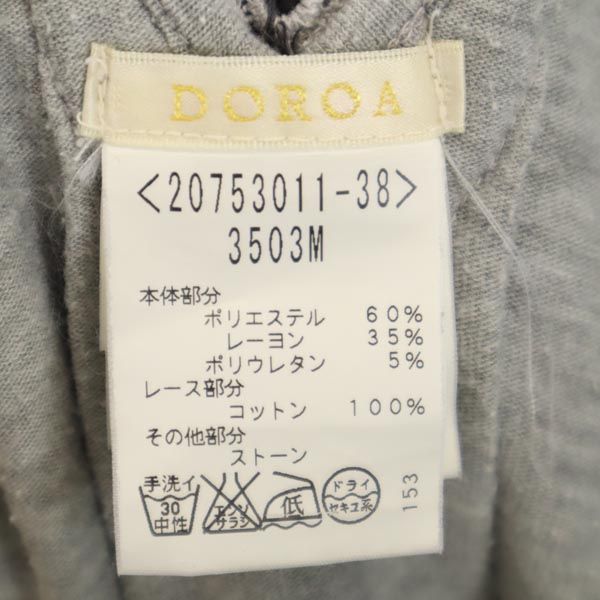 DOROA
<20753011-38>
3503M
本体部分
ポリエステル 60%
レーヨン 35%
ポリウレタン 5%
レース部分
コットン 100%
その他部分
ストーン
手洗イ
30
中性
エンソ
サラシ
低
ドライ
セキユ系
153